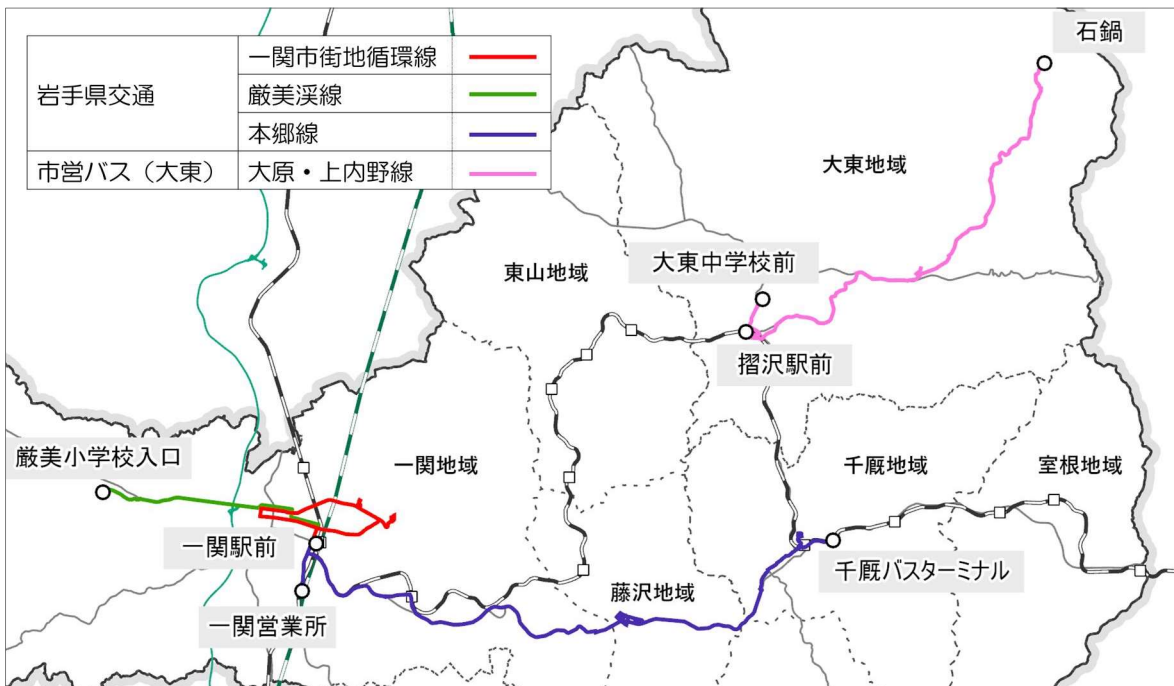 岩手県交通
一関市街地循環線
厳美渓線
本郷線
市営バス（大東）
大原・上内野線
石鍋
大東地域
大東中学校前
東山地域
摺沢駅前
厳美小学校入口
一関地域
千厩地域
室根地域
一関駅前
千厩バスターミナル
藤沢地域
一関営業所